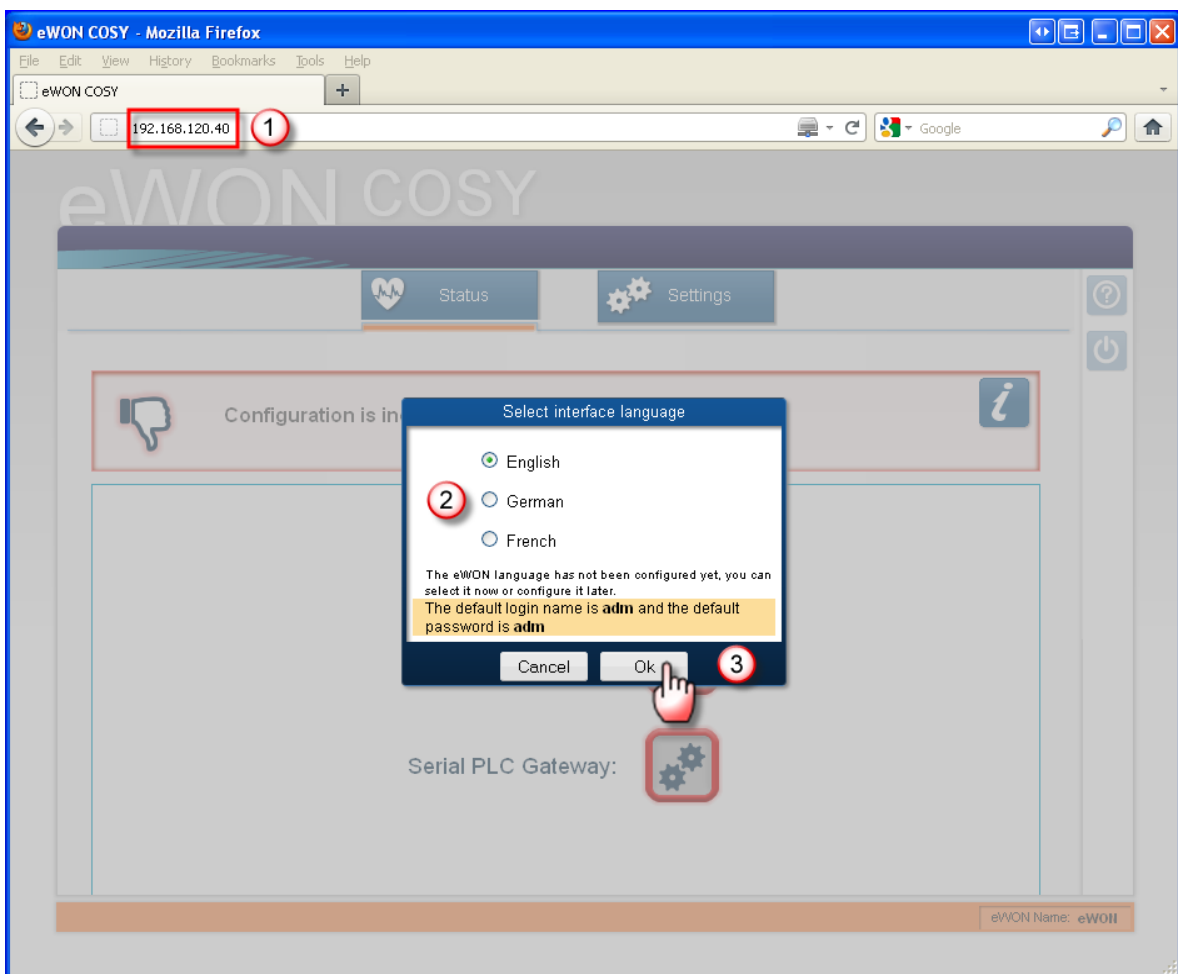 eWON COSY - Mozilla Firefox
File Edit View History Bookmarks Tools Help
eWON COSY
192.168.120.40
1
Google
eWON COSY
Status
Settings
Configuration is in
Select interface language
English
2
German
French
The eWON language has not been configured yet, you can
select it now or configure it later.
The default login name is adm and the default
password is adm
Cancel
Ok
3
Serial PLC Gateway:
eWON Name: eWON